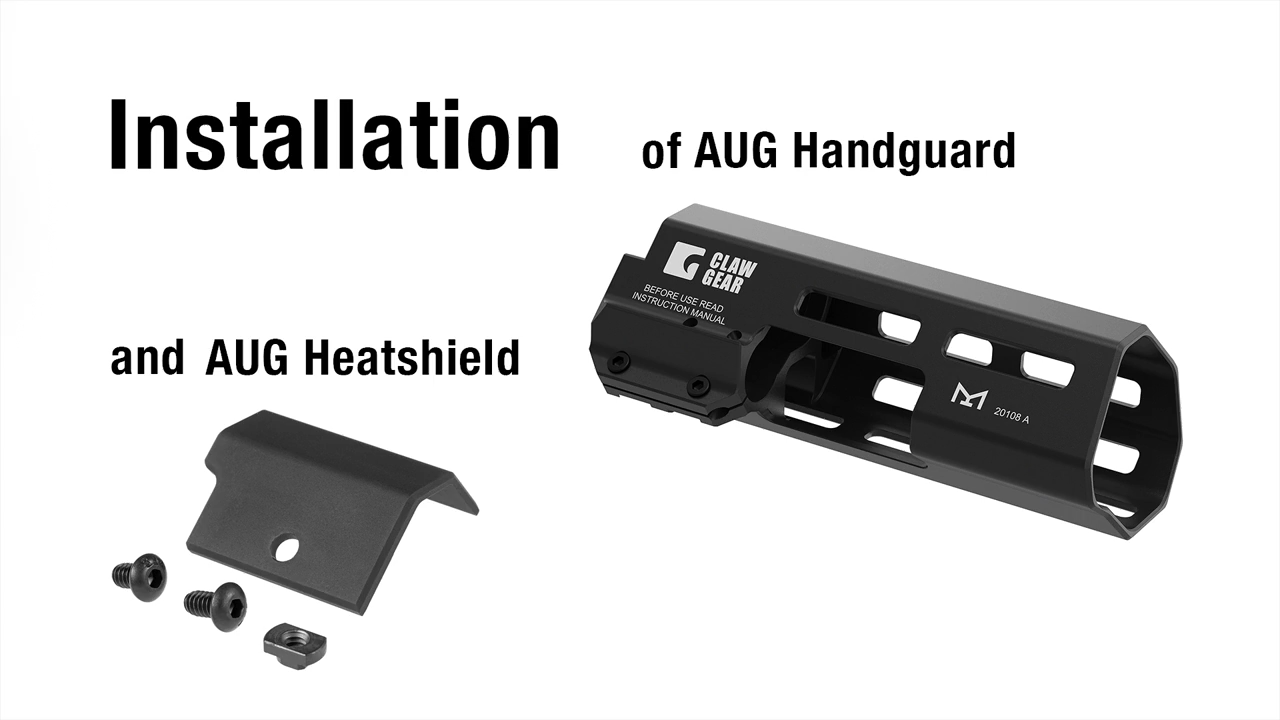 Installation
of AUG Handguard
CLAW
GEAR
BEFORE USE READ
INSTRUCTION MANUAL
20108 A
and AUG Heatshield